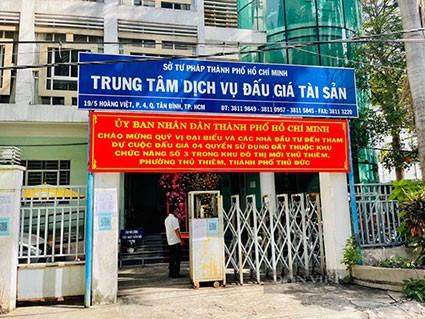 SỞ TƯ PHÁP THÀNH PHỐ HỒ CHÍ MINH
TRUNG TÂM DỊCH VỤ ĐẤU GIÁ TÀI SẢN
19/5 HOÀNG VIỆT, P. 4, Q. TÂN BÌNH, TP. HCM ĐT: 3811 9849 - 3811 0957 - 3811 5845 - FAX: 3811 3220
ỦY BAN NHÂN DÂN THÀNH PHỐ HỒ CHÍ MINH
CHÀO MỪNG QUÝ VỊ ĐẠI BIỂU VÀ CÁC NHÀ ĐẦU TƯ ĐẾN THAM
DỰ CUỘC ĐẤU GIÁ 04 QUYỀN SỬ DỤNG ĐẤT THUỘC KHU
CHỨC NĂNG SỐ 3 TRONG KHU ĐÔ THỊ MỚI THỦ THIÊM,
PHƯỜNG THỦ THIÊM, THÀNH PHỐ THỦ ĐỨC